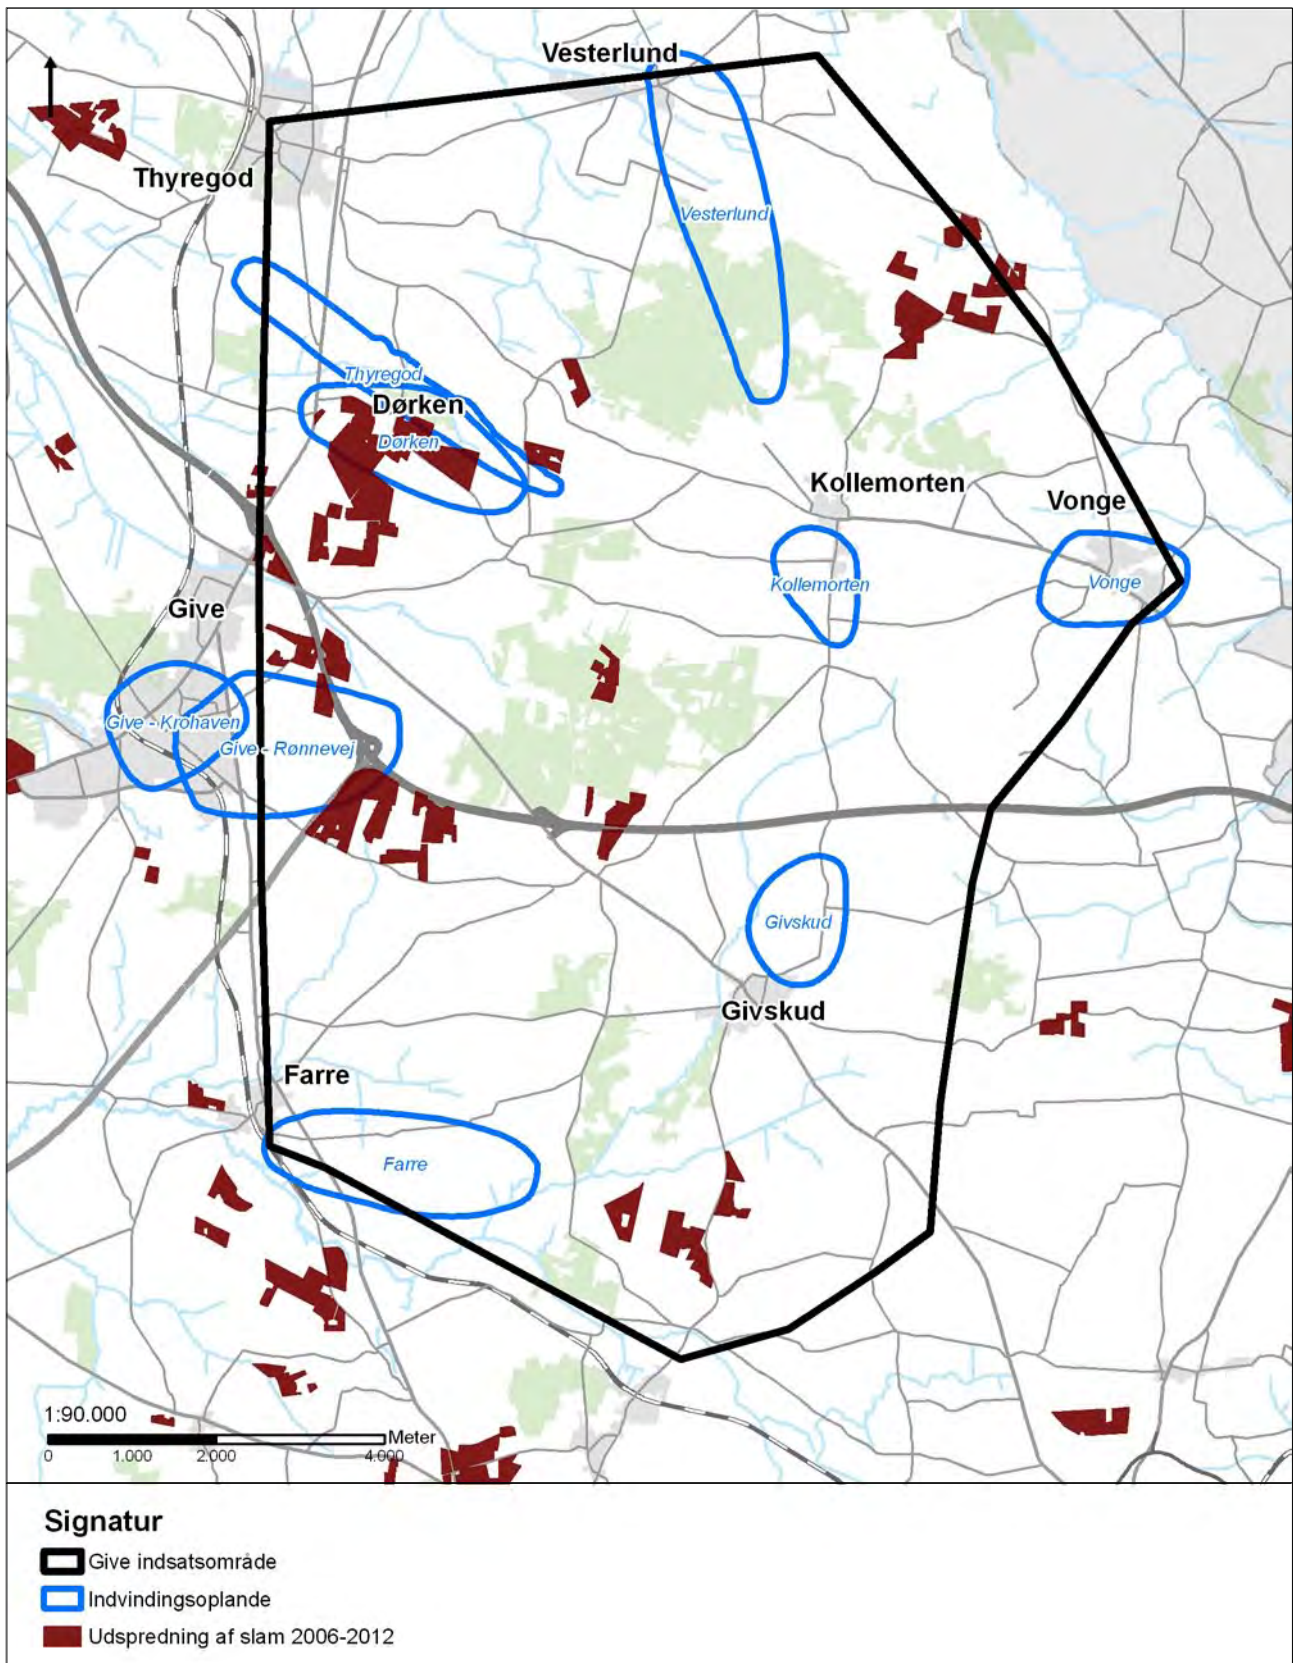 Vesterlund
Thyregod
Vesterlund
Thyregod
Dørken
Dørken
Kollemorten
Vonge
Kollemorten
Vonge
Give
Give - Krohaven
Give - Rønnevej
Givskud
Givskud
Farre
Farre
1:90.000
Meter
0 1.000 2.000 4.000
Signatur
Give indsatsområde
Indvindingsoplande
Udspredning af slam 2006-2012